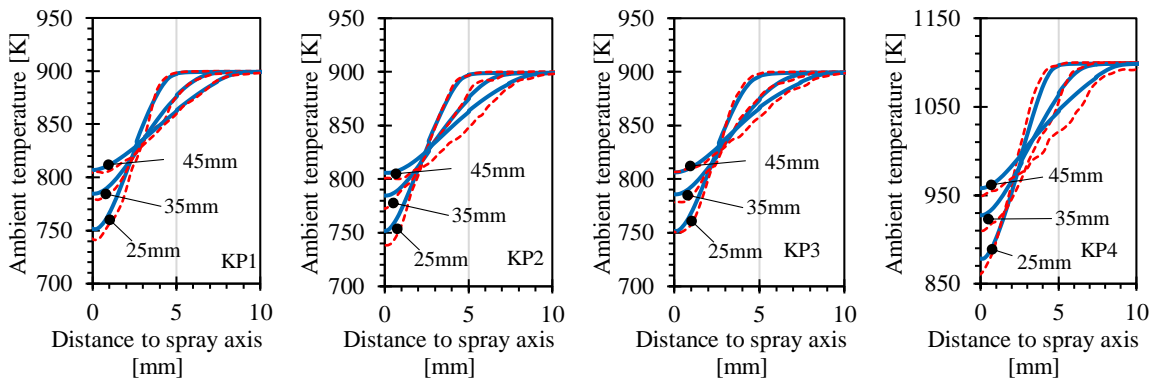 Ambient temperature [K]
950
900
850
800
750
700
45mm
35mm
25mm
KP1
0 5 10
Distance to spray axis
[mm]
Ambient temperature [K]
950
900
850
800
750
700
45mm
35mm
25mm
KP2
0 5 10
Distance to spray axis
[mm]
Ambient temperature [K]
950
900
850
800
750
700
45mm
35mm
25mm
KP3
0 5 10
Distance to spray axis
[mm]
Ambient temperature [K]
1150
1050
950
850
45mm
35mm
25mm
KP4
0 5 10
Distance to spray axis
[mm]